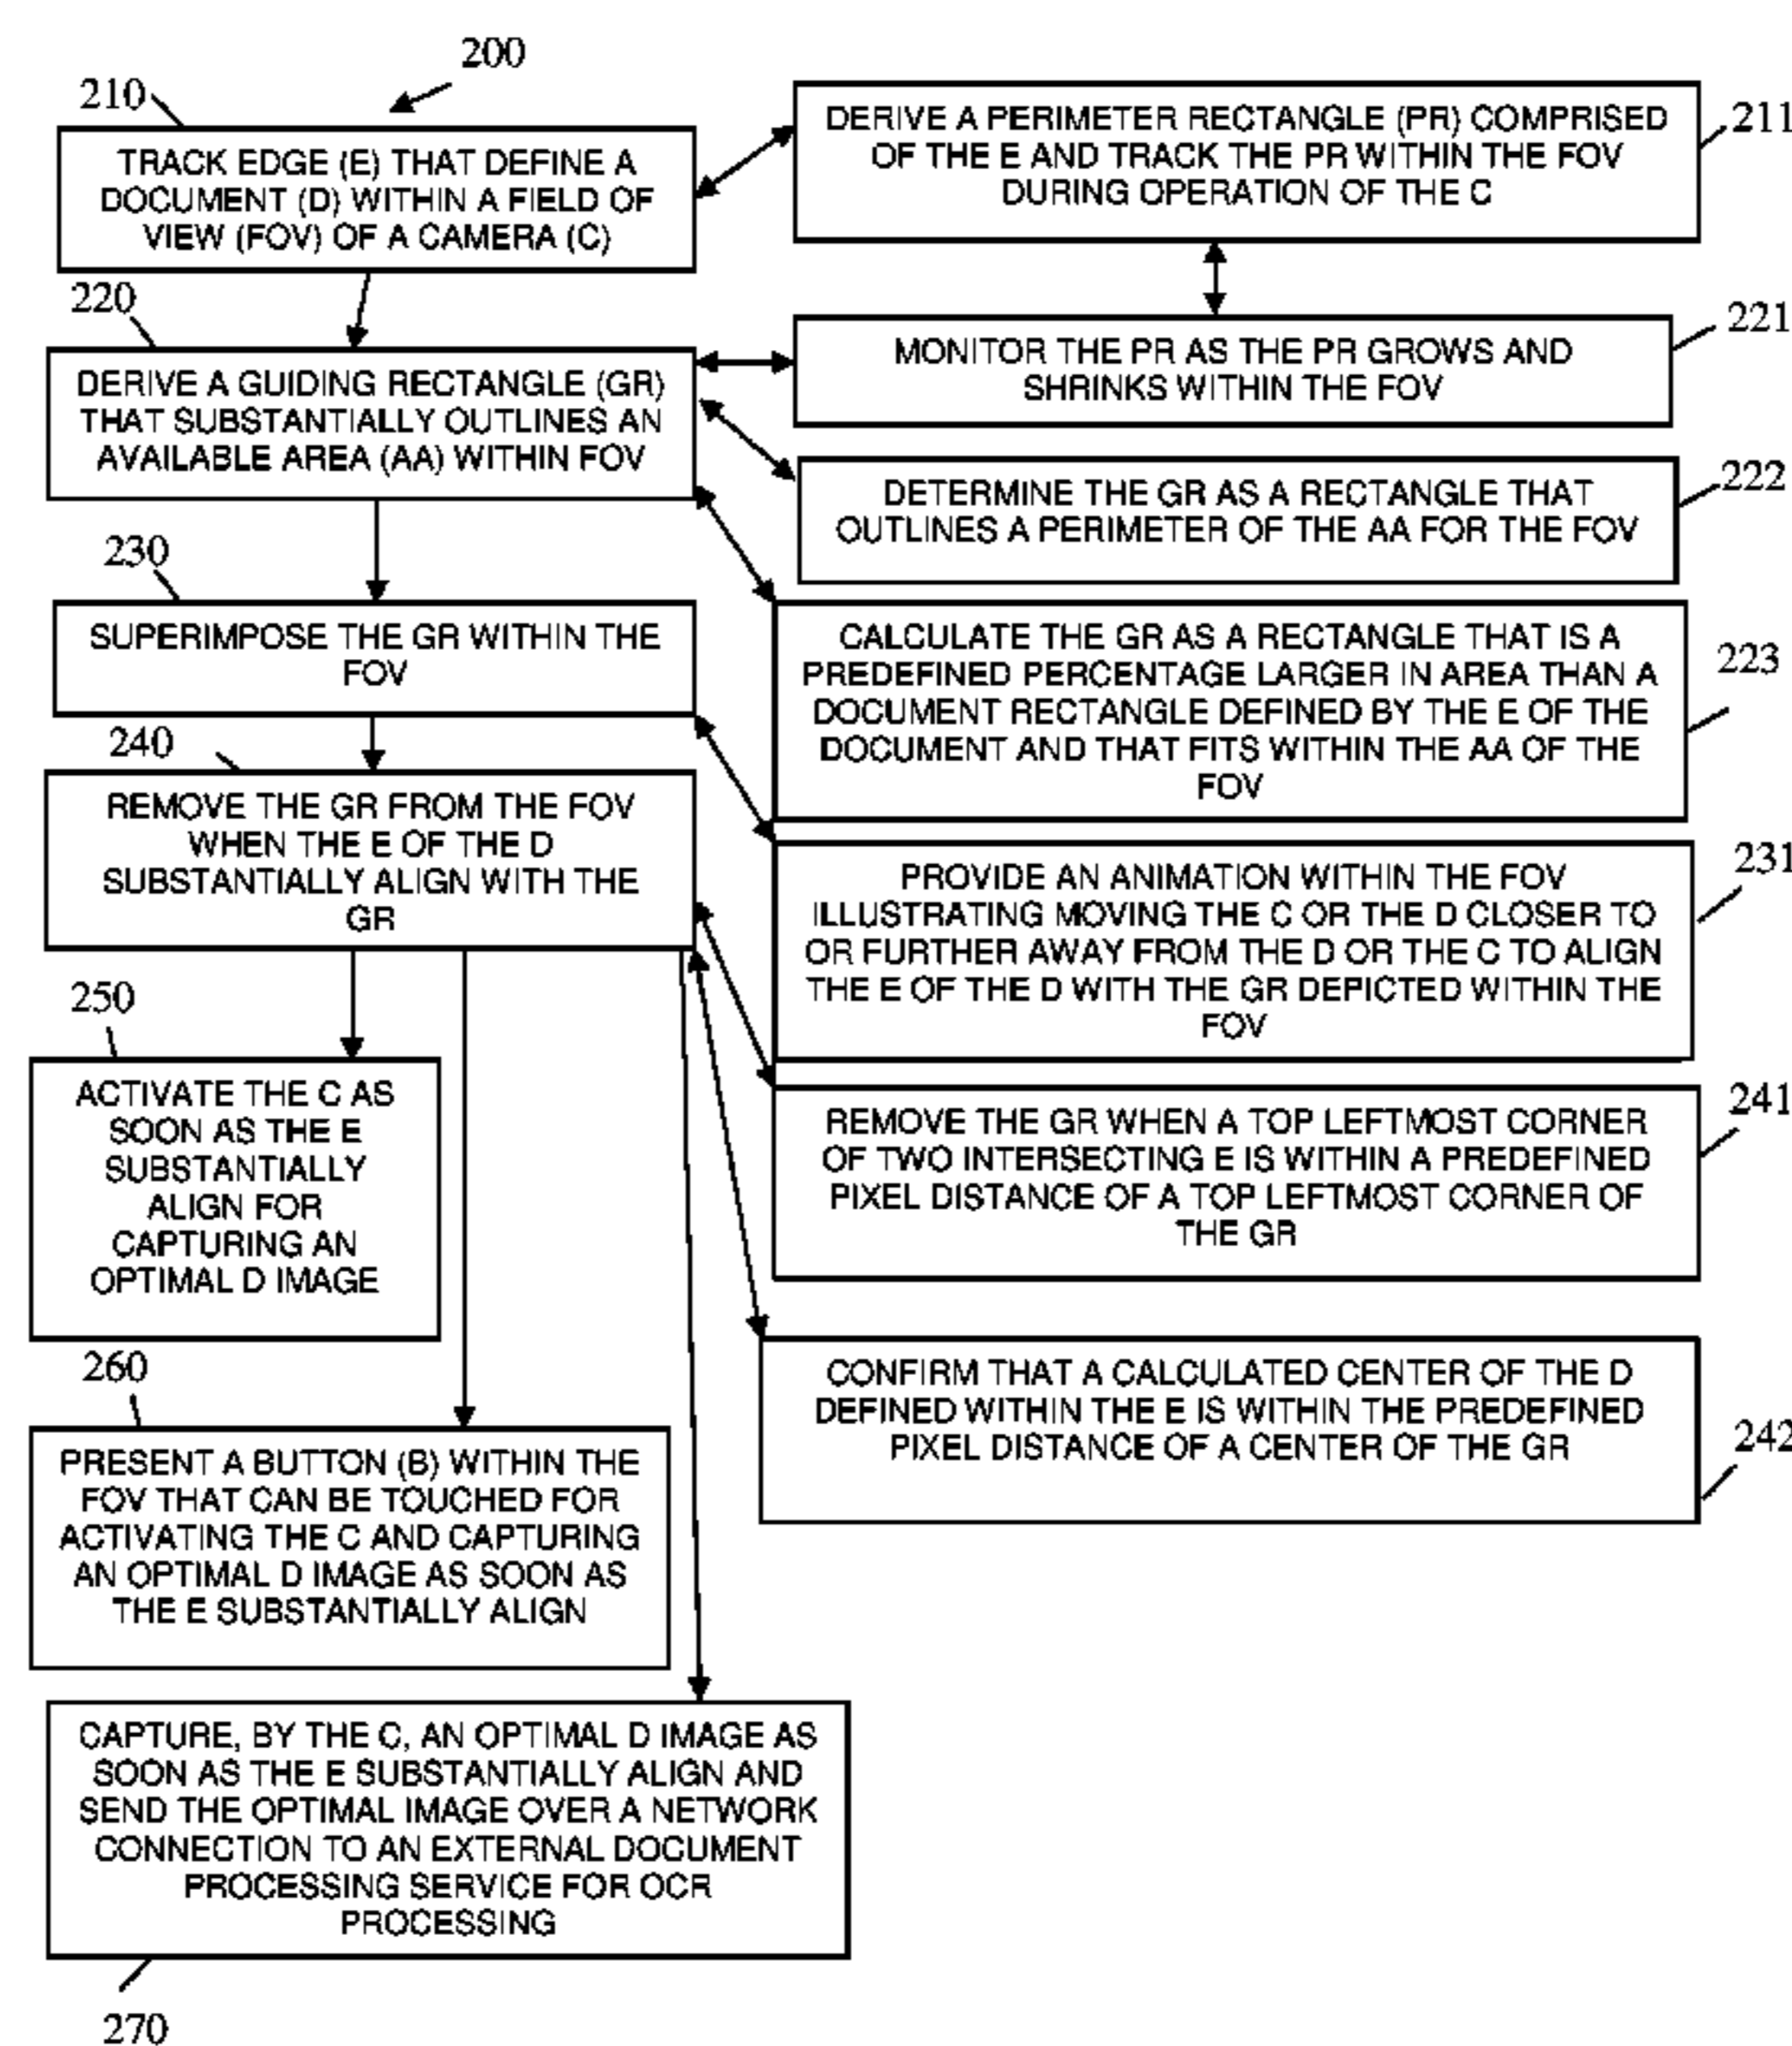 200
210
TRACK EDGE (E) THAT DEFINE A
DOCUMENT (D) WITHIN A FIELD OF
VIEW (FOV) OF A CAMERA (C)
DERIVE A PERIMETER RECTANGLE (PR) COMPRISED
OF THE E AND TRACK THE PR WITHIN THE FOV
DURING OPERATION OF THE C
211
220
DERIVE A GUIDING RECTANGLE (GR)
THAT SUBSTANTIALLY OUTLINES AN
AVAILABLE AREA (AA) WITHIN FOV
MONITOR THE PR AS THE PR GROWS AND
SHRINKS WITHIN THE FOV
221
DETERMINE THE GR AS A RECTANGLE THAT
OUTLINES A PERIMETER OF THE AA FOR THE FOV
222
230
SUPERIMPOSE THE GR WITHIN THE
FOV
CALCULATE THE GR AS A RECTANGLE THAT IS A
PREDEFINED PERCENTAGE LARGER IN AREA THAN A
DOCUMENT RECTANGLE DEFINED BY THE E OF THE
DOCUMENT AND THAT FITS WITHIN THE AA OF THE
FOV
223
240
REMOVE THE GR FROM THE FOV
WHEN THE E OF THE D
SUBSTANTIALLY ALIGN WITH THE
GR
PROVIDE AN ANIMATION WITHIN THE FOV
ILLUSTRATING MOVING THE C OR THE D CLOSER TO
OR FURTHER AWAY FROM THE D OR THE C TO ALIGN
THE E OF THE D WITH THE GR DEPICTED WITHIN THE
FOV
231
250
ACTIVATE THE C AS
SOON AS THE E
SUBSTANTIALLY
ALIGN FOR
CAPTURING AN
OPTIMAL D IMAGE
REMOVE THE GR WHEN A TOP LEFTMOST CORNER
OF TWO INTERSECTING E IS WITHIN A PREDEFINED
PIXEL DISTANCE OF A TOP LEFTMOST CORNER OF
THE GR
241
260
PRESENT A BUTTON (B) WITHIN THE
FOV THAT CAN BE TOUCHED FOR
ACTIVATING THE C AND CAPTURING
AN OPTIMAL D IMAGE AS SOON AS
THE E SUBSTANTIALLY ALIGN
CONFIRM THAT A CALCULATED CENTER OF THE D
DEFINED WITHIN THE E IS WITHIN THE PREDEFINED
PIXEL DISTANCE OF A CENTER OF THE GR
242
CAPTURE, BY THE C, AN OPTIMAL D IMAGE AS
SOON AS THE E SUBSTANTIALLY ALIGN AND
SEND THE OPTIMAL IMAGE OVER A NETWORK
CONNECTION TO AN EXTERNAL DOCUMENT
PROCESSING SERVICE FOR OCR
PROCESSING
270